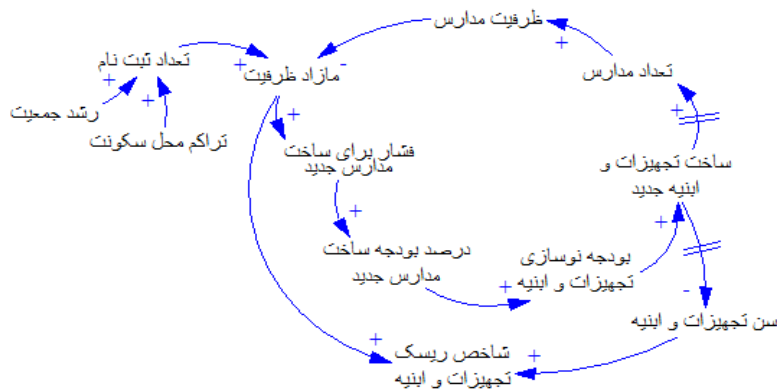 ظرفیت مدارس
تعداد ثبت نام
مازاد ظرفیت
تعداد مدارس
رشد جمعیت
تراکم محل سکونت
فشار برای ساخت
مدارس جدید
ساخت تجهیزات و
ابنیه جدید
درصد بودجه ساخت
مدارس جدید
بودجه نوسازی
تجهیزات و ابنیه
سن تجهیزات و ابنیه
شاخص ریسک
تجهیزات و ابنیه